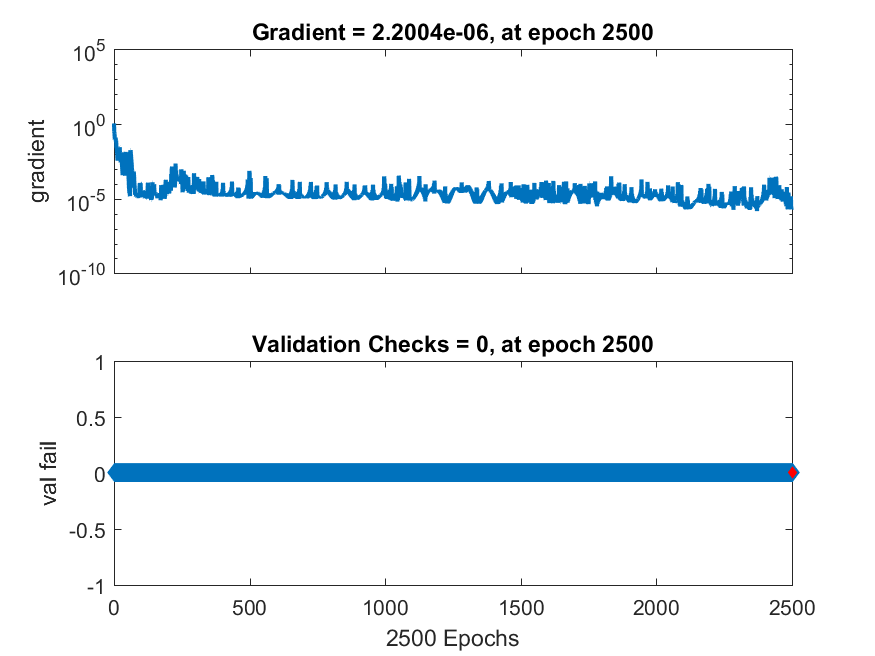 Gradient = 2.2004e-06, at epoch 2500
10^5
10^0
10^-5
10^-10
gradient
Validation Checks = 0, at epoch 2500
1
0.5
0
-0.5
-1
val fail
0 500 1000 1500 2000 2500
2500 Epochs